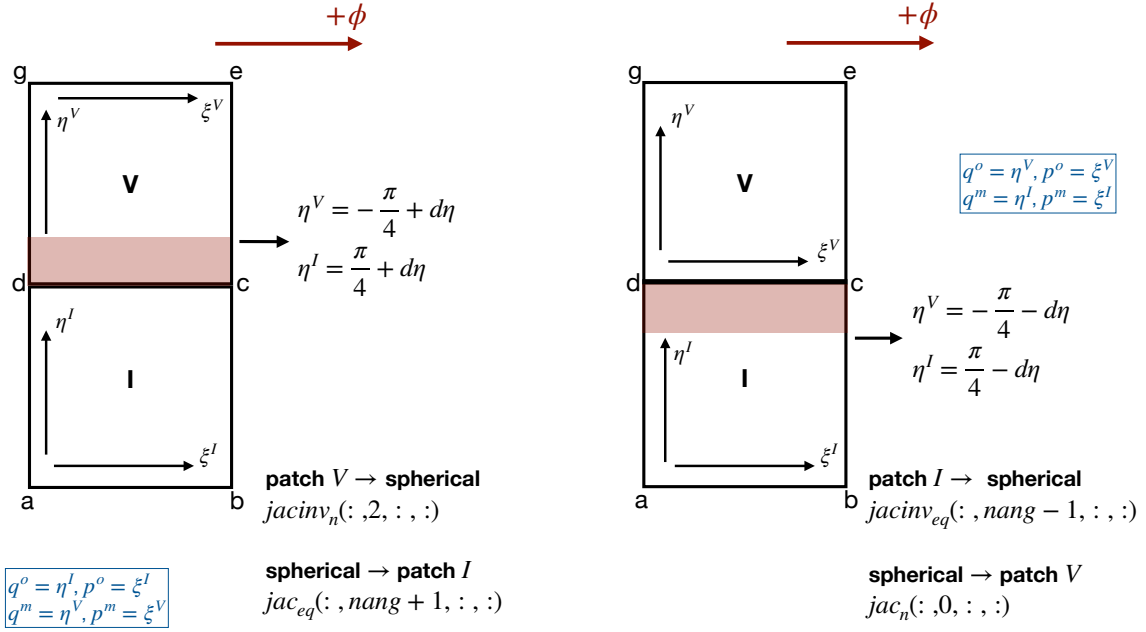 +ϕ
g e
ξ^V
η^V
V
η^V = − π/4 + dη
η^I = π/4 + dη
d c
η^I
I
ξ^I
a b
patch V → spherical
jacinv_n(: ,2, : , :)
spherical → patch I
jac_eq(: , nang + 1, : , :)
q^o = η^I, p^o = ξ^I
q^m = η^V, p^m = ξ^V
+ϕ
g e
η^V
V
ξ^V
q^o = η^V, p^o = ξ^V
q^m = η^I, p^m = ξ^I
d c
η^V = − π/4 − dη
η^I = π/4 − dη
η^I
I
ξ^I
a b
patch I → spherical
jacinv_eq(: , nang − 1, : , :)
spherical → patch V
jac_n(: ,0, : , :)